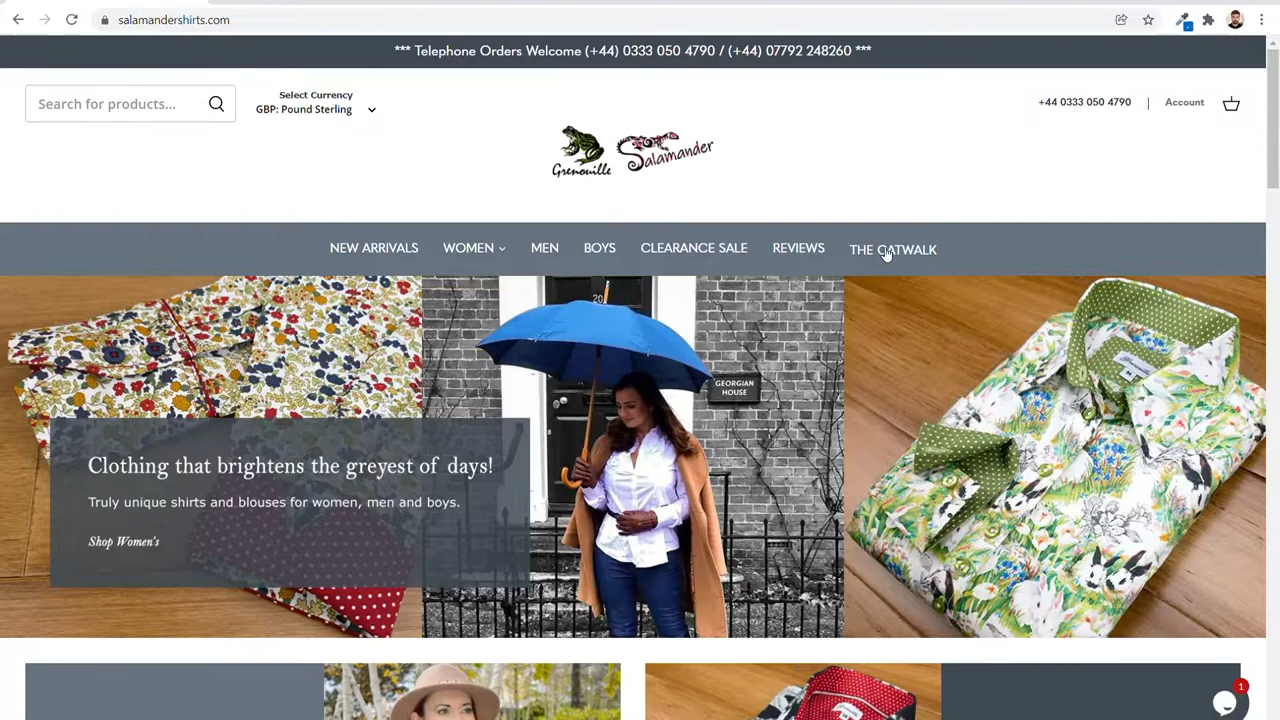 salamandershirts.com
*** Telephone Orders Welcome (+44) 0333 050 4790 / (+44) 07792 248260 ***
Search for products...
Select Currency
GBP: Pound Sterling
+44 0333 050 4790 | Account
Grenouille Salamander
NEW ARRIVALS WOMEN MEN BOYS CLEARANCE SALE REVIEWS THE CATWALK
20
GEORGIAN
HOUSE
Clothing that brightens the greyest of days!
Truly unique shirts and blouses for women, men and boys.
Shop Women's
1